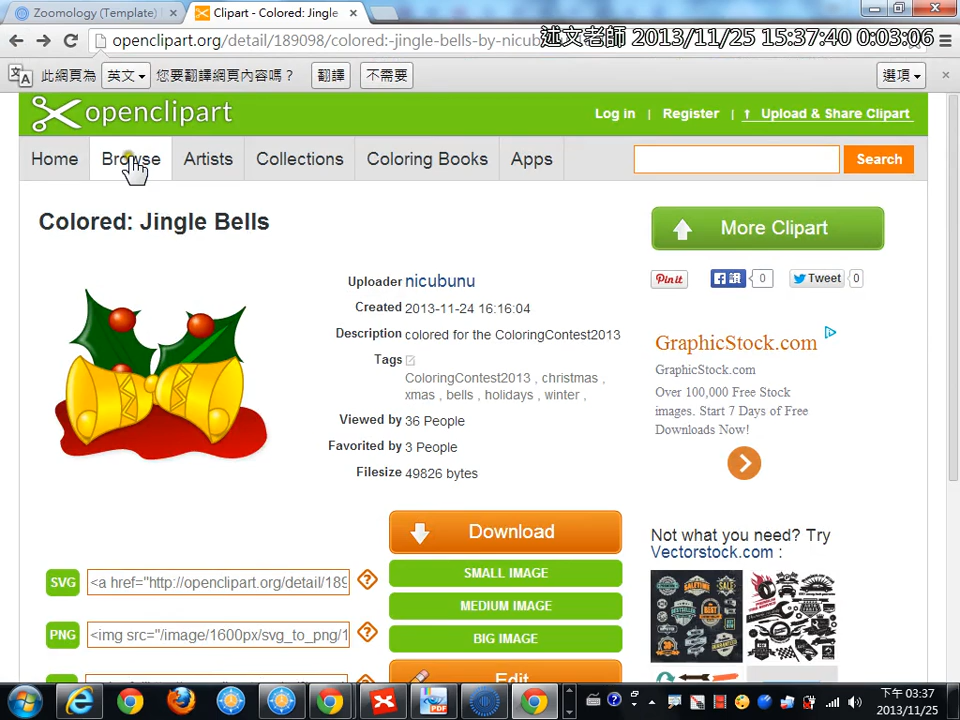 Zoomology (Template)
Clipart - Colored: Jingle
openclipart.org/detail/189098/colored:-jingle-bells-by-nicub
述文老師 2013/11/25 15:37:40 0:03:06
此網頁為 英文 您要翻譯網頁內容嗎？ 翻譯 不需要 選項
openclipart
Log in | Register | ↑ Upload & Share Clipart
Home Browse Artists Collections Coloring Books Apps Search
Colored: Jingle Bells
More Clipart
Uploader nicubunu
Pinit 讚 0 Tweet 0
Created 2013-11-24 16:16:04
Description colored for the ColoringContest2013
Tags
ColoringContest2013 , christmas ,
xmas , bells , holidays , winter ,
Viewed by 36 People
Favorited by 3 People
Filesize 49826 bytes
GraphicStock.com
GraphicStock.com
Over 100,000 Free Stock
images. Start 7 Days of Free
Downloads Now!
Download
SMALL IMAGE
MEDIUM IMAGE
BIG IMAGE
Edit
SVG <a href="http://openclipart.org/detail/189
PNG <img src="/image/1600px/svg_to_png/1
Not what you need? Try
Vectorstock.com :
PDF
下午 03:37
2013/11/25